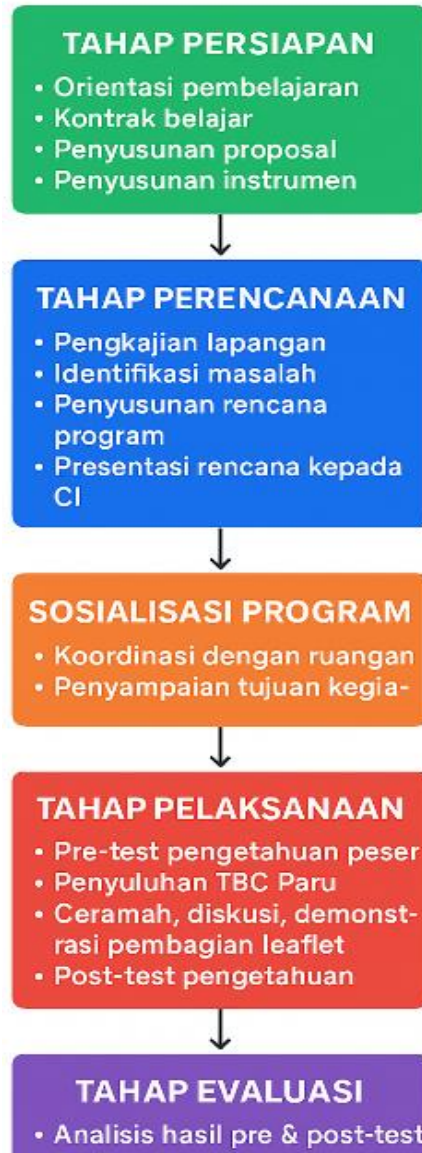 TAHAP PERSIAPAN
• Orientasi pembelajaran
• Kontrak belajar
• Penyusunan proposal
• Penyusunan instrumen
TAHAP PERENCANAAN
• Pengkajian lapangan
• Identifikasi masalah
• Penyusunan rencana
program
• Presentasi rencana kepada
CI
SOSIALISASI PROGRAM
• Koordinasi dengan ruangan
• Penyampaian tujuan kegia-
TAHAP PELAKSANAAN
• Pre-test pengetahuan peser
• Penyuluhan TBC Paru
• Ceramah, diskusi, demonst-
rasi pembagian leaflet
• Post-test pengetahuan
TAHAP EVALUASI
• Analisis hasil pre & post-test